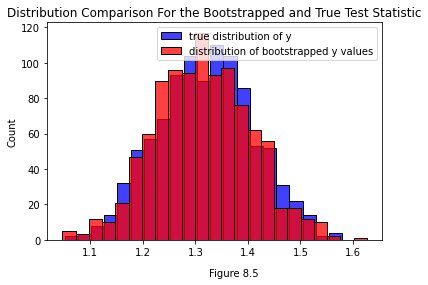 Distribution Comparison For the Bootstrapped and True Test Statistic
true distribution of y
distribution of bootstrapped y values
120
100
80
60
40
20
0
Count
1.1 1.2 1.3 1.4 1.5 1.6
Figure 8.5